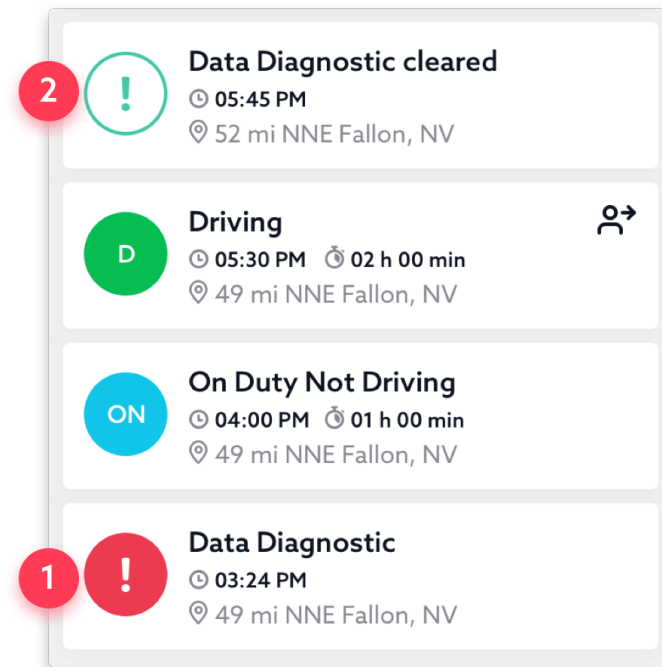 2
!
Data Diagnostic cleared
05:45 PM
52 mi NNE Fallon, NV
D
Driving
05:30 PM 02 h 00 min
49 mi NNE Fallon, NV
ON
On Duty Not Driving
04:00 PM 01 h 00 min
49 mi NNE Fallon, NV
1
!
Data Diagnostic
03:24 PM
49 mi NNE Fallon, NV